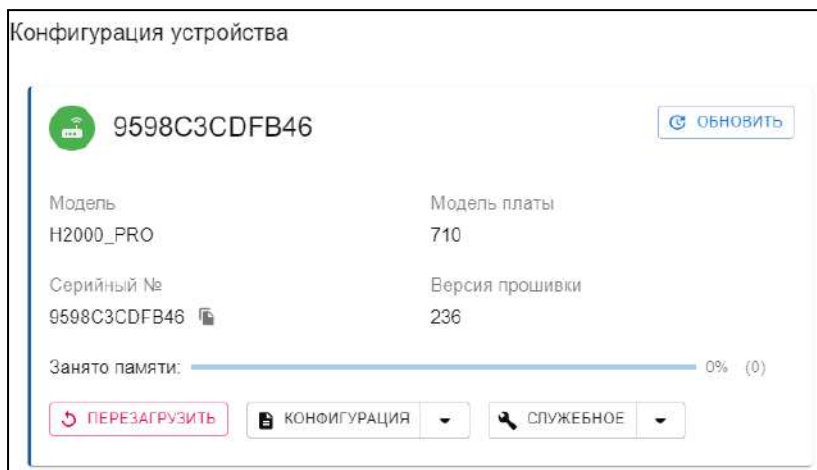 Конфигурация устройства
9598C3CDFB46
ОБНОВИТЬ
Модель
Модель платы
H2000_PRO
710
Серийный №
Версия прошивки
9598C3CDFB46
236
Занято памяти:
0% (0)
ПЕРЕЗАГРУЗИТЬ
КОНФИГУРАЦИЯ
СЛУЖЕБНОЕ